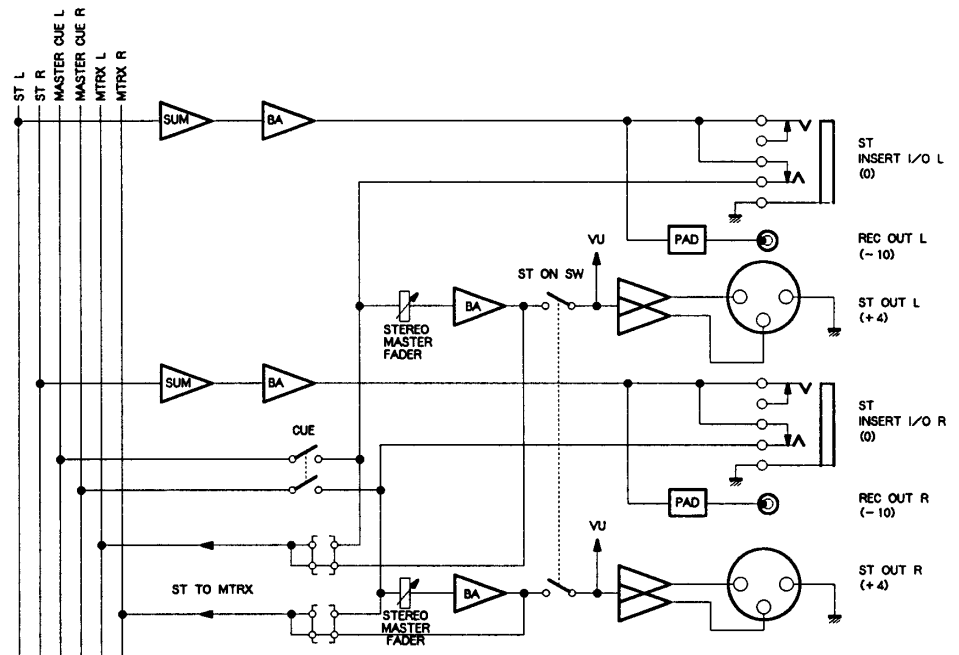 ST L
ST R
MASTER CUE L
MASTER CUE R
MTRX L
MTRX R
SUM
BA
ST
INSERT I/O L
(0)
PAD
REC OUT L
(-10)
VU
ST ON SW
BA
STEREO
MASTER
FADER
ST OUT L
(+4)
SUM
BA
CUE
ST
INSERT I/O R
(0)
PAD
REC OUT R
(-10)
VU
ST TO MTRX
BA
STEREO
MASTER
FADER
ST OUT R
(+4)